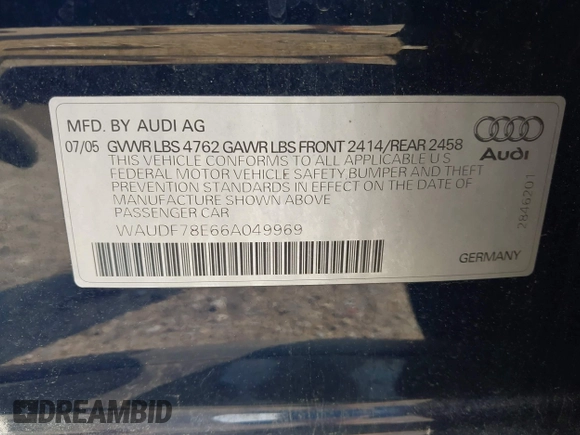 MFD. BY AUDI AG
07/05 GVWR LBS 4762 GAWR LBS FRONT 2414/REAR 2458
THIS VEHICLE CONFORMS TO ALL APPLICABLE U S
FEDERAL MOTOR VEHICLE SAFETY,BUMPER AND THEFT
PREVENTION STANDARDS IN EFFECT ON THE DATE OF
MANUFACTURE SHOWN ABOVE
PASSENGER CAR
WAUDF78E66A049969
Audi
2846201
GERMANY
DREAMBID